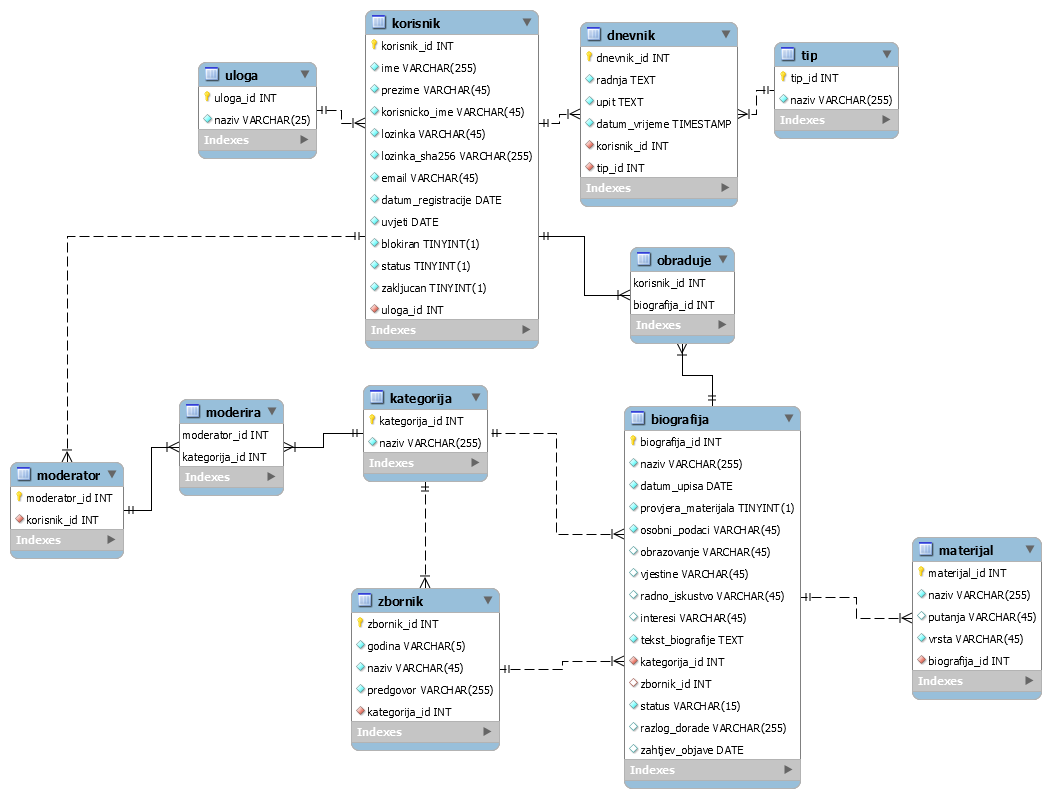 korisnik
korisnik_id INT
ime VARCHAR(255)
prezime VARCHAR(45)
korisnicko_ime VARCHAR(45)
lozinka VARCHAR(45)
lozinka_sha256 VARCHAR(255)
email VARCHAR(45)
datum_registracije DATE
uvjeti DATE
blokiran TINYINT(1)
status TINYINT(1)
zakljucan TINYINT(1)
uloga_id INT
Indexes
dnevnik
dnevnik_id INT
radnja TEXT
upit TEXT
datum_vrijeme TIMESTAMP
korisnik_id INT
tip_id INT
Indexes
tip
tip_id INT
naziv VARCHAR(255)
Indexes
uloga
uloga_id INT
naziv VARCHAR(25)
Indexes
obraduje
korisnik_id INT
biografija_id INT
Indexes
kategorija
kategorija_id INT
naziv VARCHAR(255)
Indexes
moderira
moderator_id INT
kategorija_id INT
Indexes
moderator
moderator_id INT
korisnik_id INT
Indexes
biografija
biografija_id INT
naziv VARCHAR(255)
datum_upisa DATE
provjera_materijala TINYINT(1)
osobni_podaci VARCHAR(45)
obrazovanje VARCHAR(45)
vjestine VARCHAR(45)
radno_iskustvo VARCHAR(45)
interesi VARCHAR(45)
tekst_biografije TEXT
kategorija_id INT
zbornik_id INT
status VARCHAR(15)
razlog_dorade VARCHAR(255)
zahtjev_objave DATE
Indexes
materijal
materijal_id INT
naziv VARCHAR(255)
putanja VARCHAR(45)
vrsta VARCHAR(45)
biografija_id INT
Indexes
zbornik
zbornik_id INT
godina VARCHAR(5)
naziv VARCHAR(45)
predgovor VARCHAR(255)
kategorija_id INT
Indexes